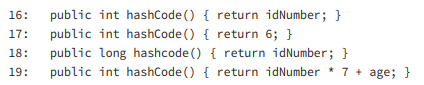 16: public int hashCode() { return idNumber; }
17: public int hashCode() { return 6; }
18: public long hashcode() { return idNumber; }
19: public int hashCode() { return idNumber * 7 + age; }